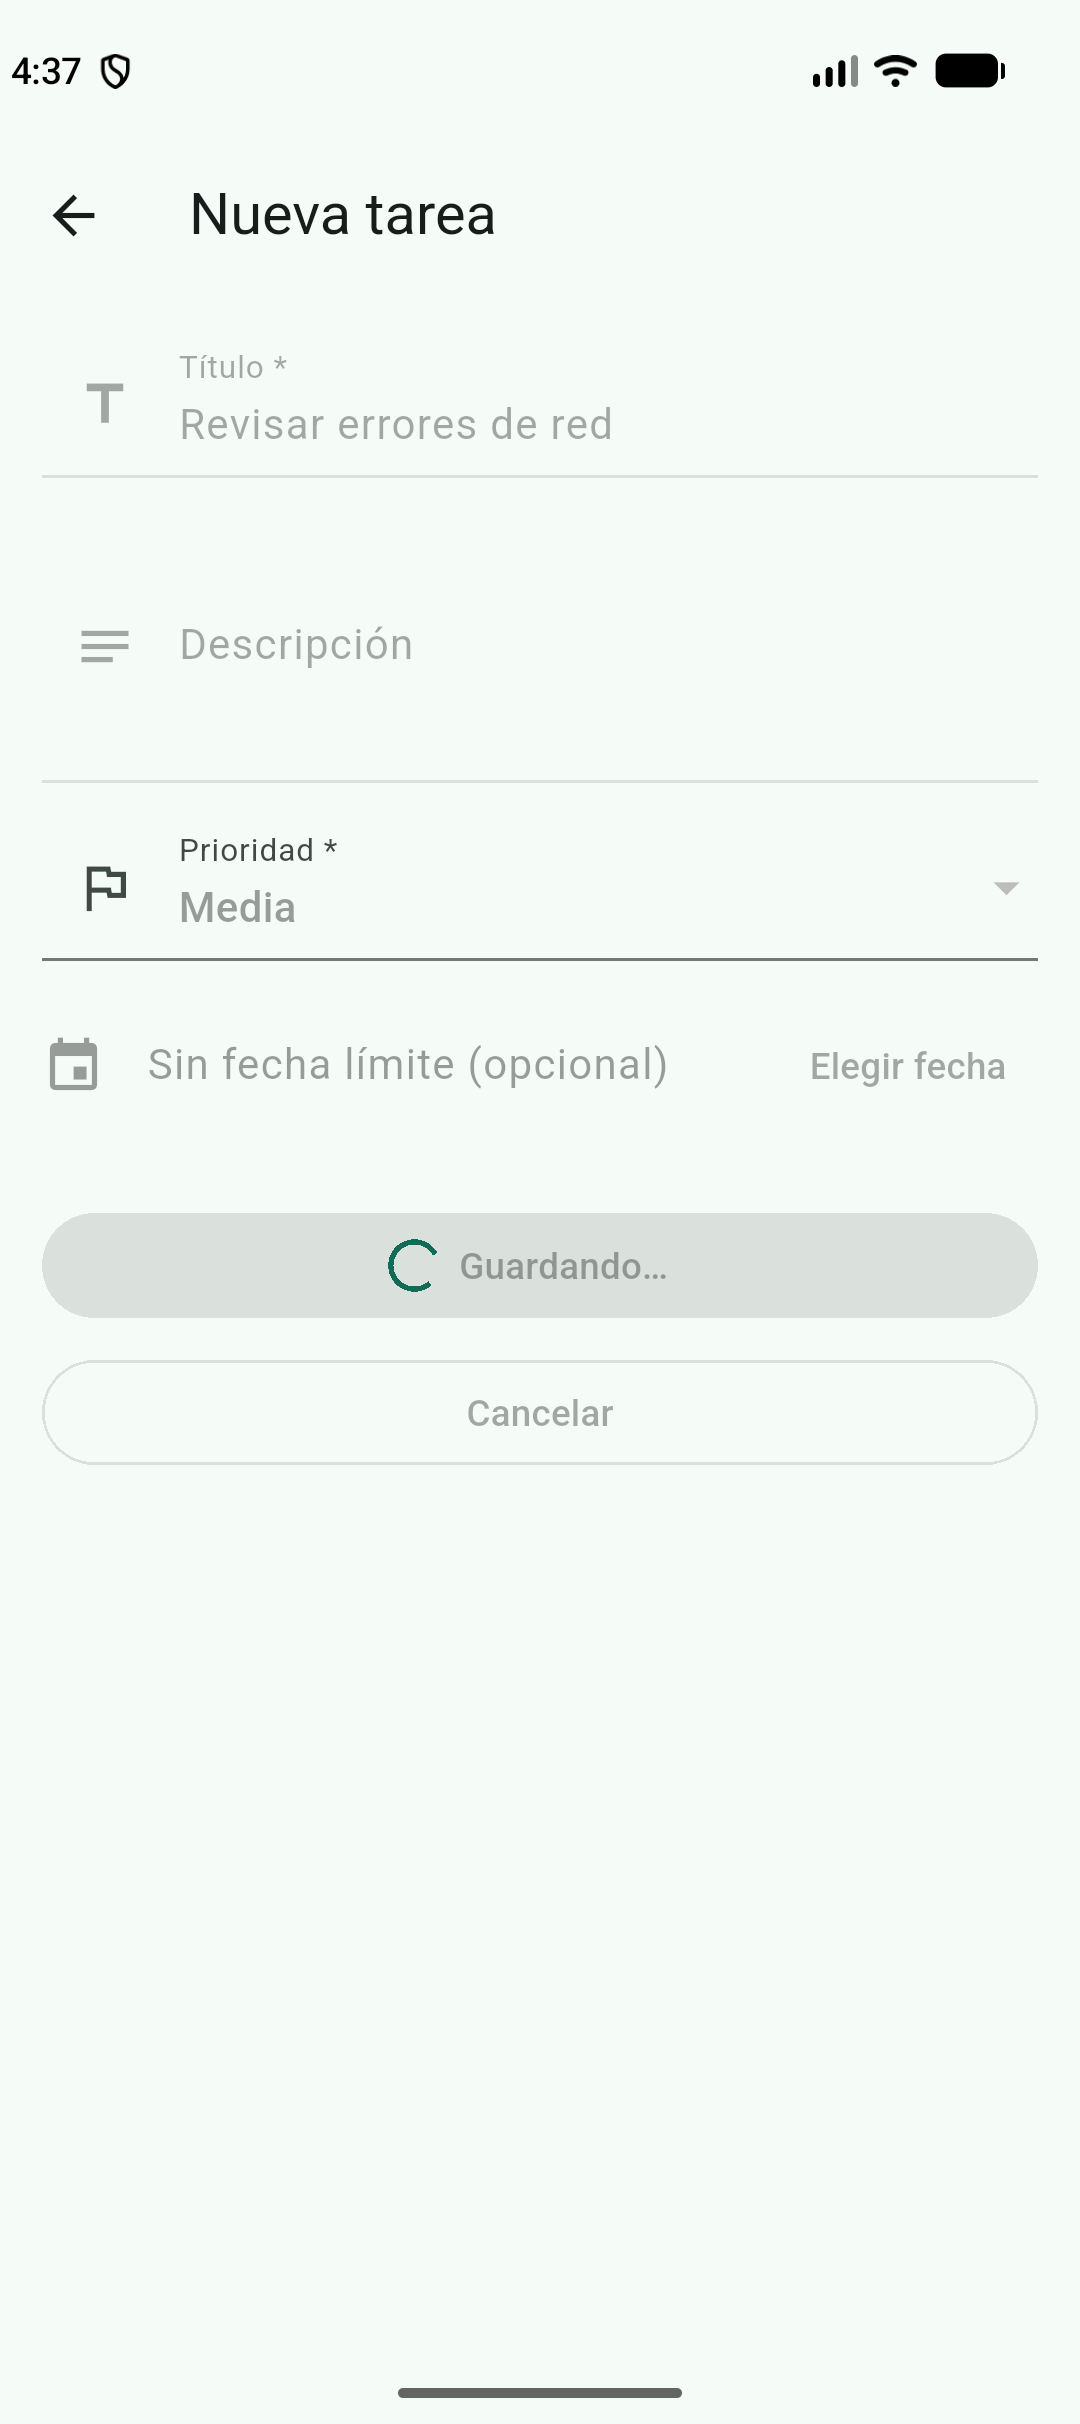 4:37
Nueva tarea
Título *
Revisar errores de red
Descripción
Prioridad *
Media
Sin fecha límite (opcional)
Elegir fecha
Guardando...
Cancelar